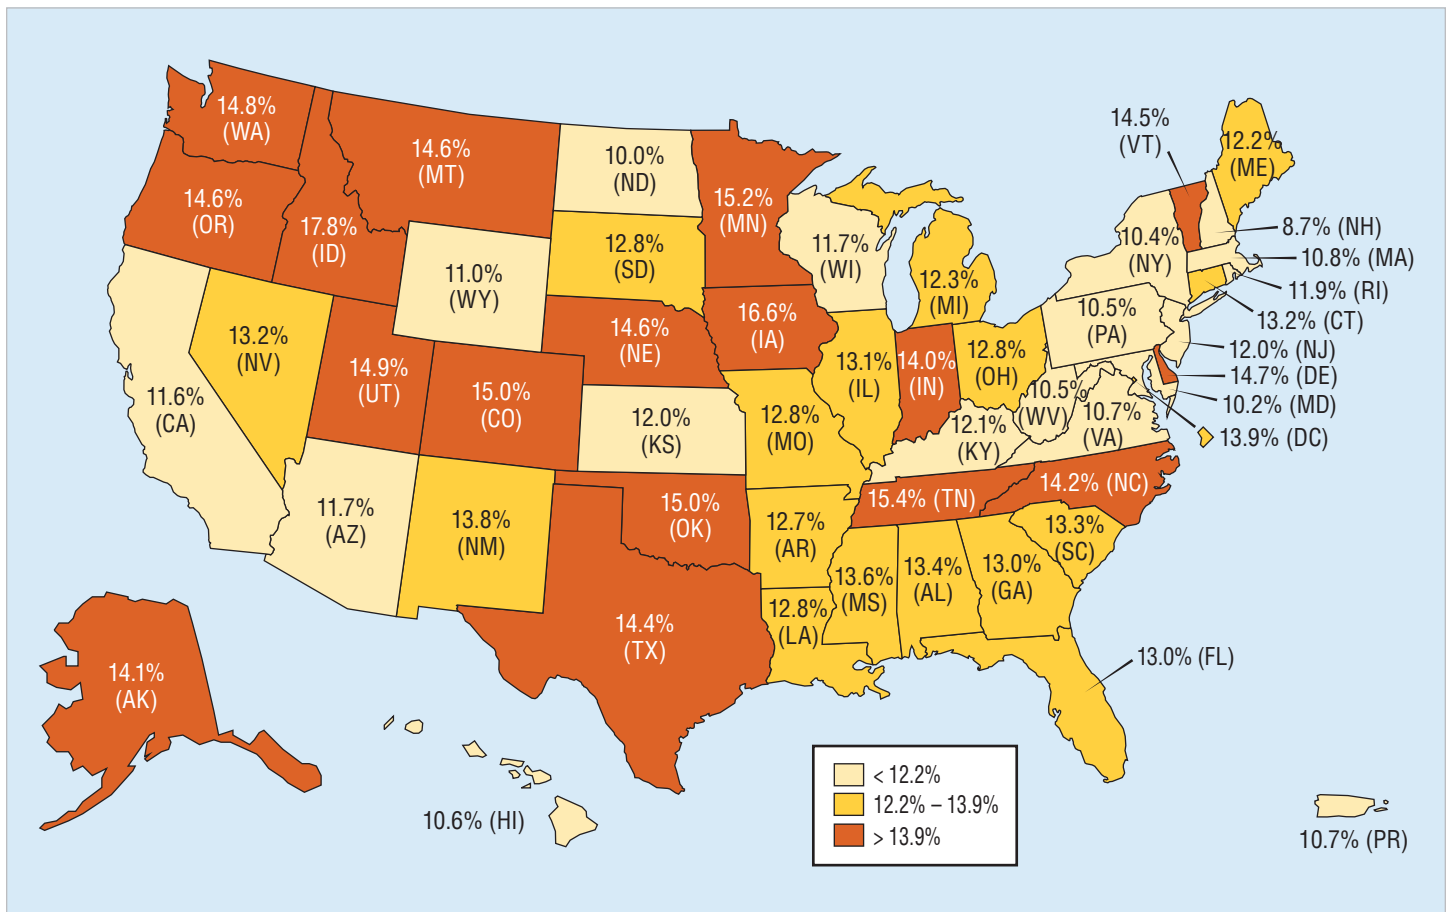 14.8%
(WA)
14.6%
(OR)
17.8%
(ID)
14.6%
(MT)
10.0%
(ND)
15.2%
(MN)
12.8%
(SD)
11.0%
(WY)
11.7%
(WI)
12.3%
(MI)
14.5%
(VT)
12.2%
(ME)
10.4%
(NY)
8.7% (NH)
10.8% (MA)
11.9% (RI)
13.2% (CT)
12.0% (NJ)
14.7% (DE)
10.2% (MD)
13.9% (DC)
10.5%
(PA)
13.2%
(NV)
11.6%
(CA)
14.9%
(UT)
15.0%
(CO)
14.6%
(NE)
16.6%
(IA)
13.1%
(IL)
14.0%
(IN)
12.8%
(OH)
10.5%
(WV)
10.7%
(VA)
12.0%
(KS)
12.8%
(MO)
12.1%
(KY)
15.4% (TN)
14.2% (NC)
11.7%
(AZ)
13.8%
(NM)
15.0%
(OK)
12.7%
(AR)
13.3%
(SC)
13.6%
(MS)
13.4%
(AL)
13.0%
(GA)
14.4%
(TX)
12.8%
(LA)
13.0% (FL)
14.1%
(AK)
10.6% (HI)
< 12.2%
12.2% – 13.9%
> 13.9%
10.7% (PR)